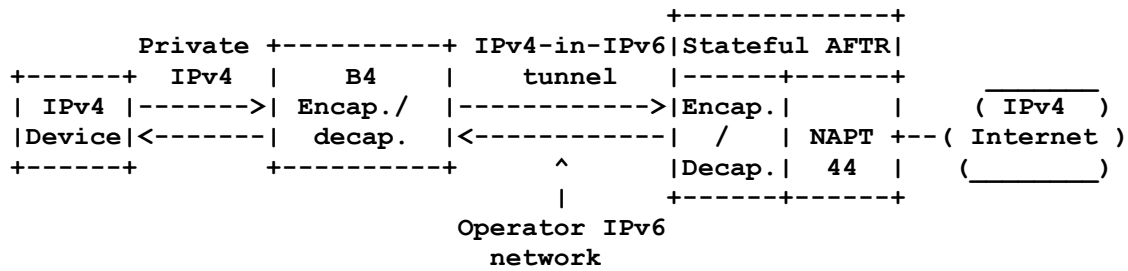 Private IPv4-in-IPv6 Stateful AFTR
IPv4 B4 tunnel
IPv4 Encap./ Encap. ( IPv4 )
Device decap. / NAPT ( Internet )
Decap. 44
Operator IPv6
network